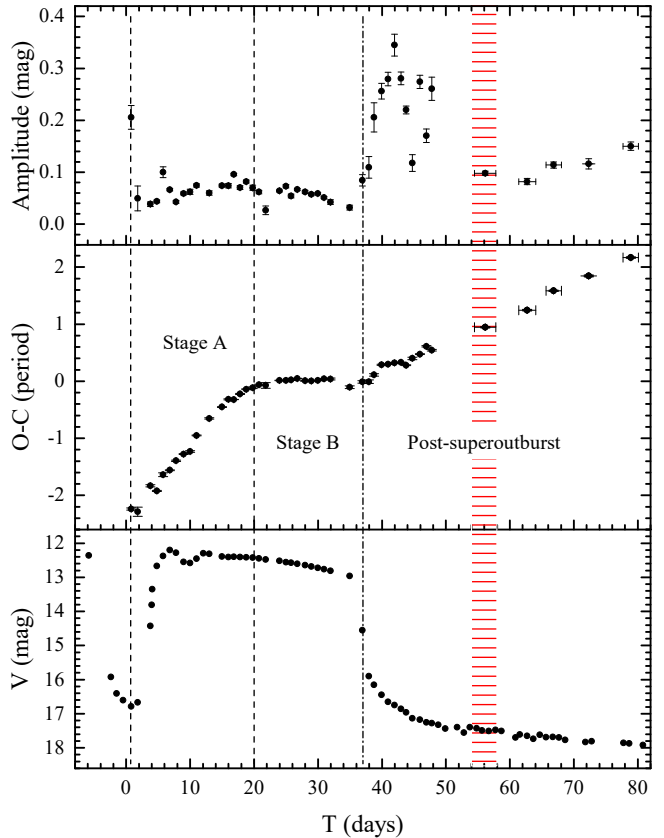 0.4
0.3
0.2
0.1
0.0
Amplitude (mag)
2
1
0
-1
-2
O-C (period)
Stage A
Stage B
Post-superoutburst
12
13
14
15
16
17
18
V (mag)
0 10 20 30 40 50 60 70 80
T (days)